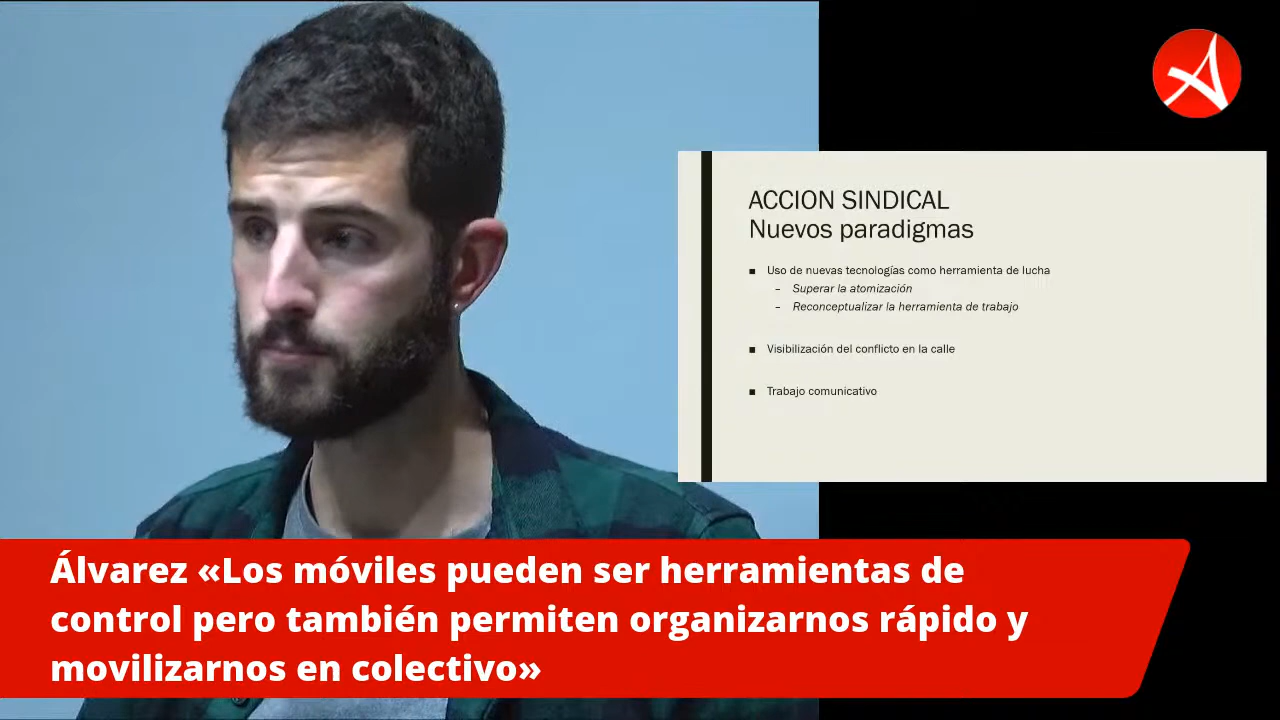 ACCION SINDICAL
Nuevos paradigmas
■ Uso de nuevas tecnologías como herramienta de lucha
– Superar la atomización
– Reconceptualizar la herramienta de trabajo
■ Visibilización del conflicto en la calle
■ Trabajo comunicativo
Álvarez «Los móviles pueden ser herramientas de
control pero también permiten organizarnos rápido y
movilizarnos en colectivo»